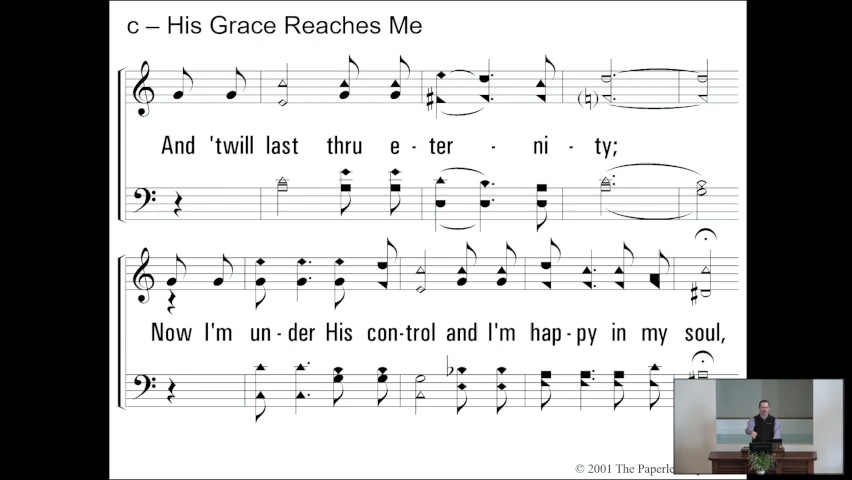 c – His Grace Reaches Me
And 'twill last thru e - ter - ni - ty;
Now I'm un - der His con-trol and I'm hap-py in my soul,
© 2001 The